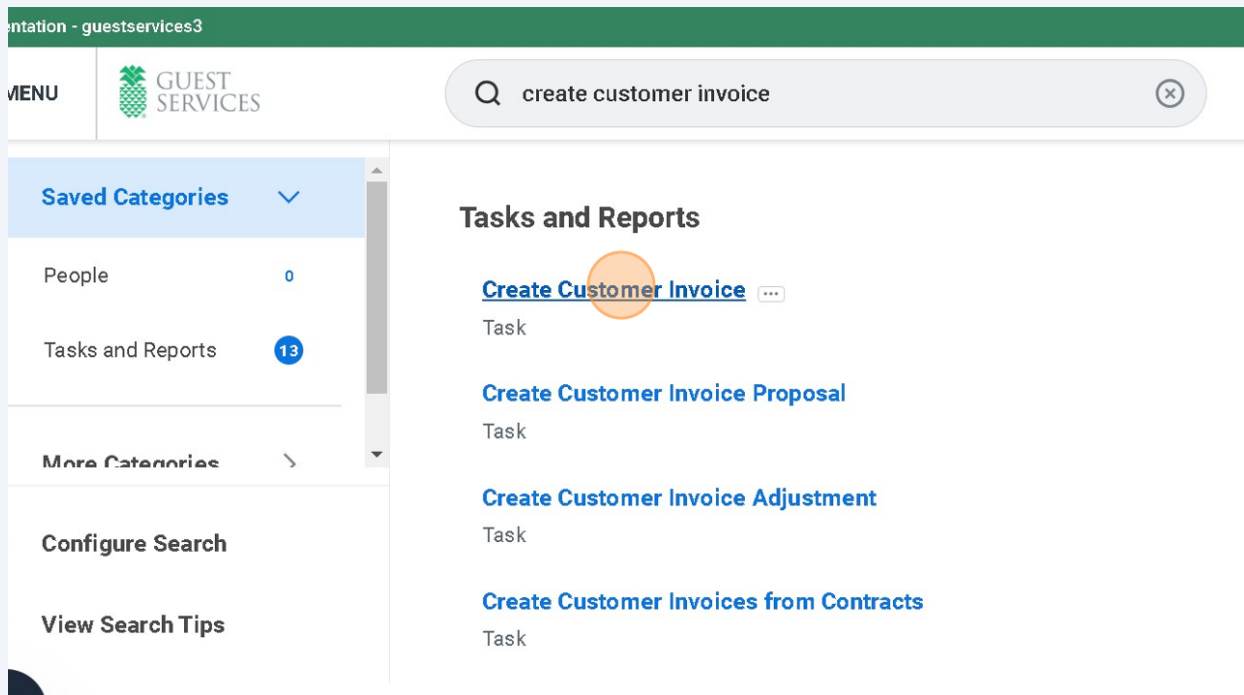 entation - guestservices3
MENU
GUEST
SERVICES
create customer invoice
Saved Categories
People 0
Tasks and Reports 13
More Categories
Configure Search
View Search Tips
Tasks and Reports
Create Customer Invoice
Task
Create Customer Invoice Proposal
Task
Create Customer Invoice Adjustment
Task
Create Customer Invoices from Contracts
Task